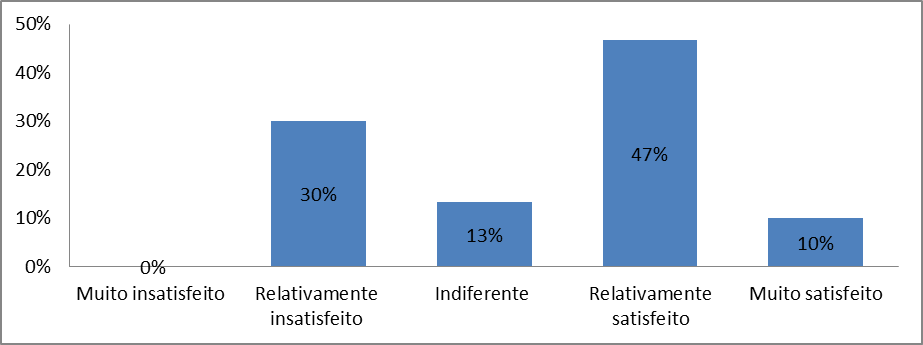 50%
40%
30%
20%
10%
0%
0%
30%
13%
47%
10%
Muito insatisfeito
Relativamente
insatisfeito
Indiferente
Relativamente
satisfeito
Muito satisfeito